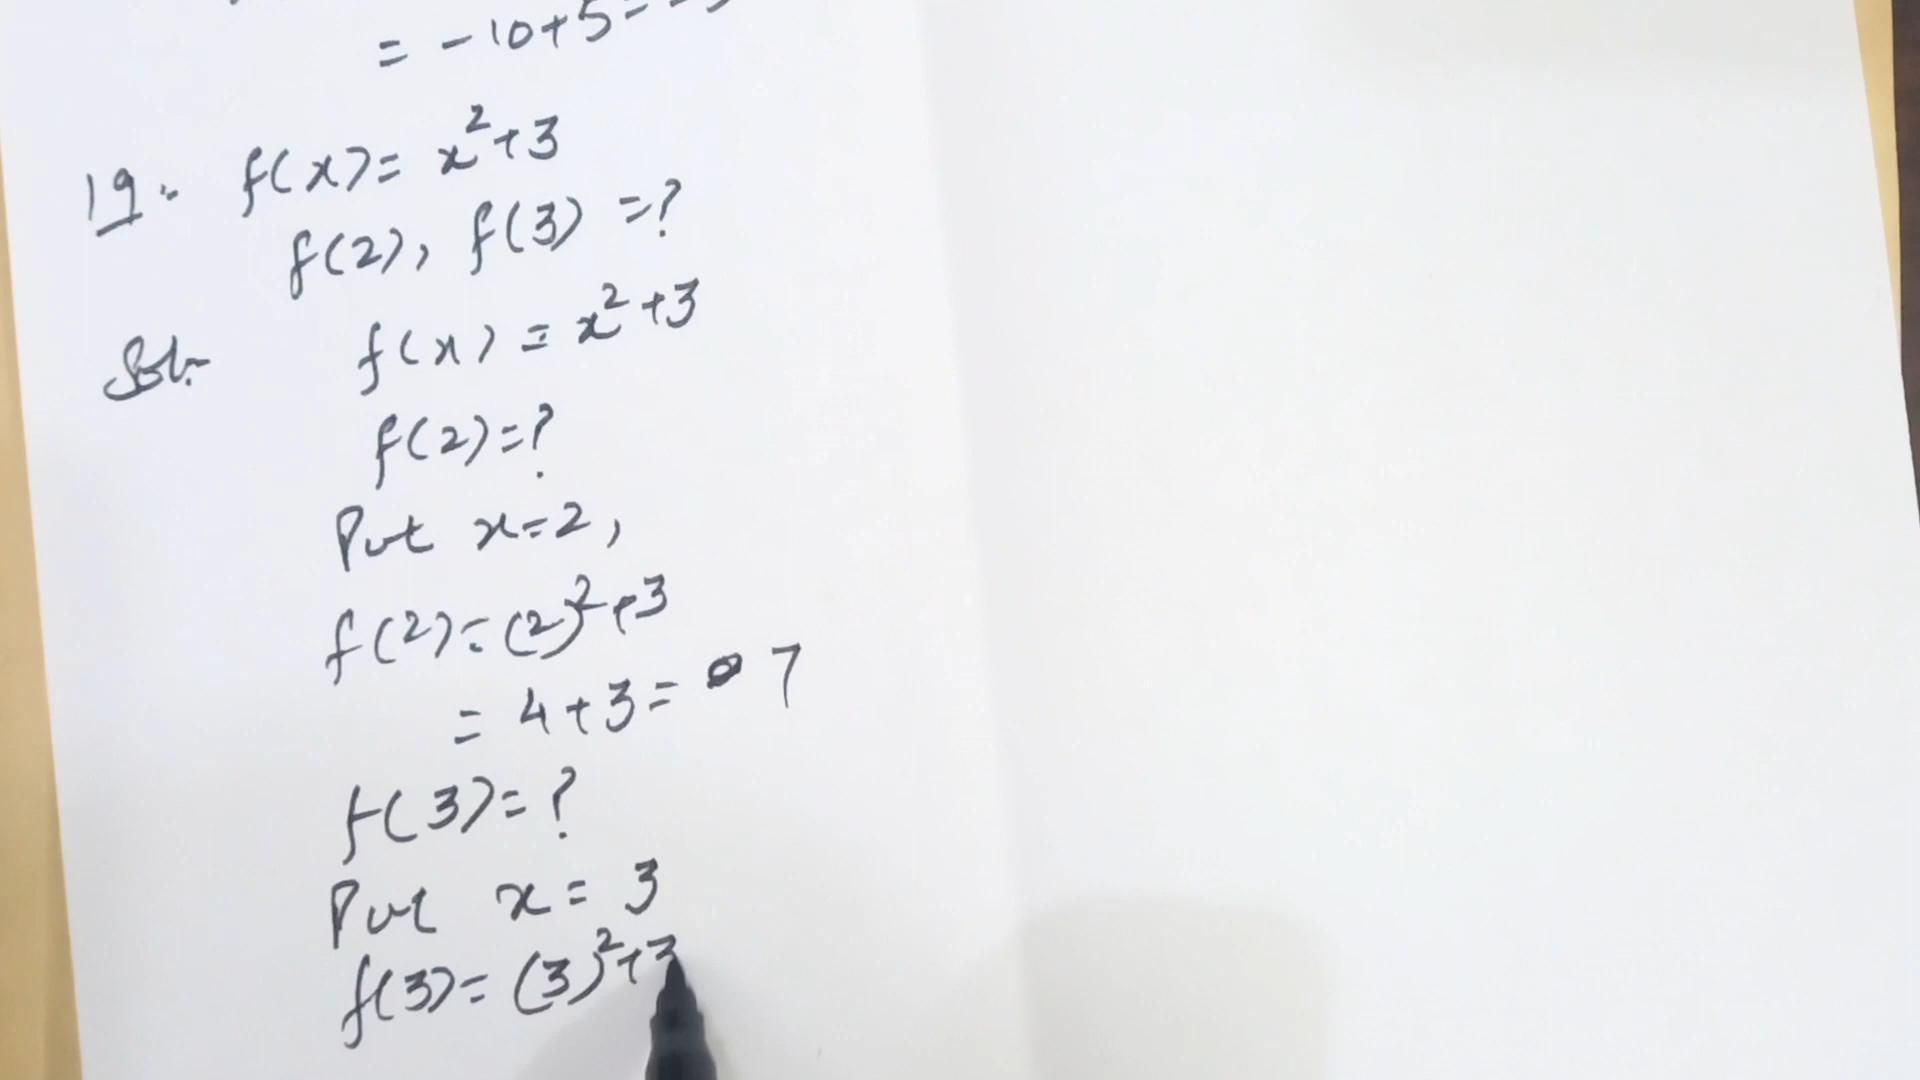 = -10+5=-5
19. f(x)= x²+3
f(2), f(3) =?
Sol:- f(x) = x²+3
f(2)=?
Put x=2,
f(2)=(2)²+3
= 4+3= 7
f(3)=?
Put x= 3
f(3)= (3)²+3